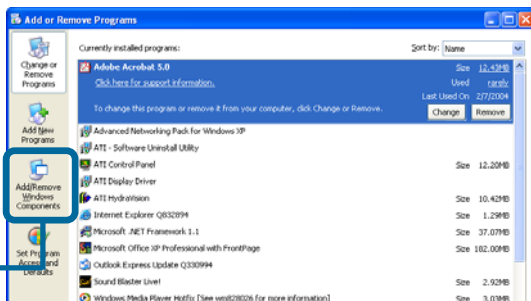 Add or Remove Programs
Change or
Remove
Programs
Add New
Programs
Add/Remove
Windows
Components
Set Program
Access and
Defaults
Currently installed programs:
Sort by: Name
Adobe Acrobat 5.0
Size 12.43MB
Click here for support information.
Used rarely
Last Used On 2/7/2004
To change this program or remove it from your computer, click Change or Remove.
Change Remove
Advanced Networking Pack for Windows XP
ATI - Software Uninstall Utility
ATI Control Panel Size 12.20MB
ATI Display Driver
ATI HydraVision Size 10.42MB
Internet Explorer Q832894 Size 1.29MB
Microsoft .NET Framework 1.1 Size 37.07MB
Microsoft Office XP Professional with FrontPage Size 182.00MB
Outlook Express Update Q330994
Sound Blaster Live! Size 2.92MB
Windows Media Player Hotfix [See wm828026 for more information] Size 3.03MB